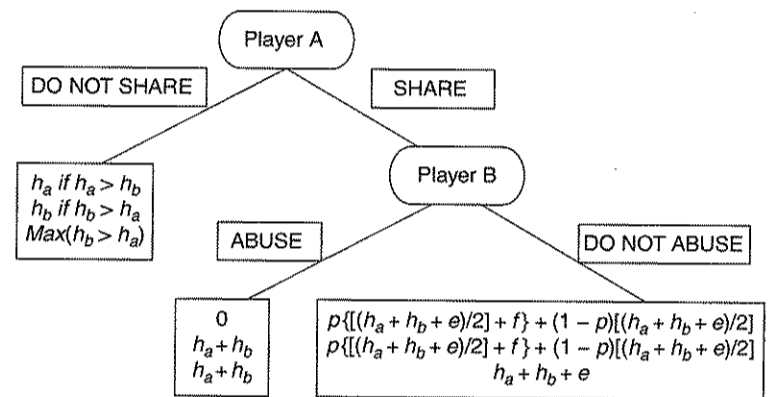 Player A
DO NOT SHARE
SHARE
h_a if h_a > h_b
h_b if h_b > h_a
Max(h_b > h_a)
Player B
ABUSE
DO NOT ABUSE
0
h_a + h_b
h_a + h_b
p{[(h_a + h_b + e)/2] + f} + (1 – p)[(h_a + h_b + e)/2]
p{[(h_a + h_b + e)/2] + f} + (1 – p)[(h_a + h_b + e)/2]
h_a + h_b + e